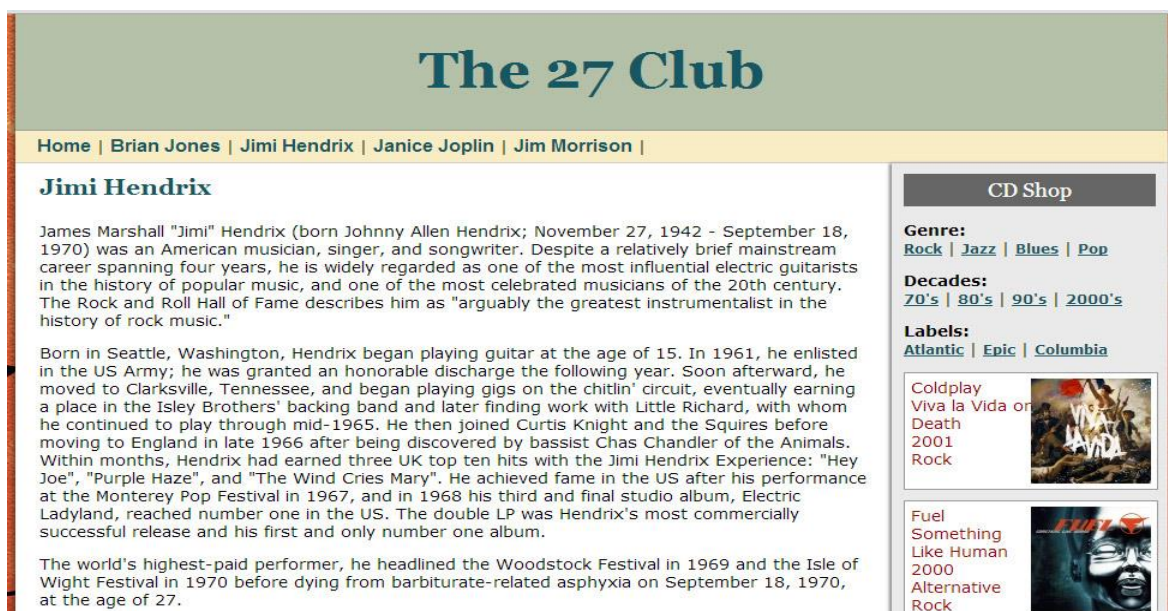 The 27 Club
Home | Brian Jones | Jimi Hendrix | Janice Joplin | Jim Morrison |
Jimi Hendrix
James Marshall "Jimi" Hendrix (born Johnny Allen Hendrix; November 27, 1942 - September 18,
1970) was an American musician, singer, and songwriter. Despite a relatively brief mainstream
career spanning four years, he is widely regarded as one of the most influential electric guitarists
in the history of popular music, and one of the most celebrated musicians of the 20th century.
The Rock and Roll Hall of Fame describes him as "arguably the greatest instrumentalist in the
history of rock music."
Born in Seattle, Washington, Hendrix began playing guitar at the age of 15. In 1961, he enlisted
in the US Army; he was granted an honorable discharge the following year. Soon afterward, he
moved to Clarksville, Tennessee, and began playing gigs on the chitlin' circuit, eventually earning
a place in the Isley Brothers' backing band and later finding work with Little Richard, with whom
he continued to play through mid-1965. He then joined Curtis Knight and the Squires before
moving to England in late 1966 after being discovered by bassist Chas Chandler of the Animals.
Within months, Hendrix had earned three UK top ten hits with the Jimi Hendrix Experience: "Hey
Joe", "Purple Haze", and "The Wind Cries Mary". He achieved fame in the US after his performance
at the Monterey Pop Festival in 1967, and in 1968 his third and final studio album, Electric
Ladyland, reached number one in the US. The double LP was Hendrix's most commercially
successful release and his first and only number one album.
The world's highest-paid performer, he headlined the Woodstock Festival in 1969 and the Isle of
Wight Festival in 1970 before dying from barbiturate-related asphyxia on September 18, 1970,
at the age of 27.
CD Shop
Genre:
Rock | Jazz | Blues | Pop
Decades:
70's | 80's | 90's | 2000's
Labels:
Atlantic | Epic | Columbia
Coldplay
Viva la Vida or
Death
2001
Rock
VIVA
LA VIDA
Fuel
Something
Like Human
2000
Alternative
Rock
FUEL